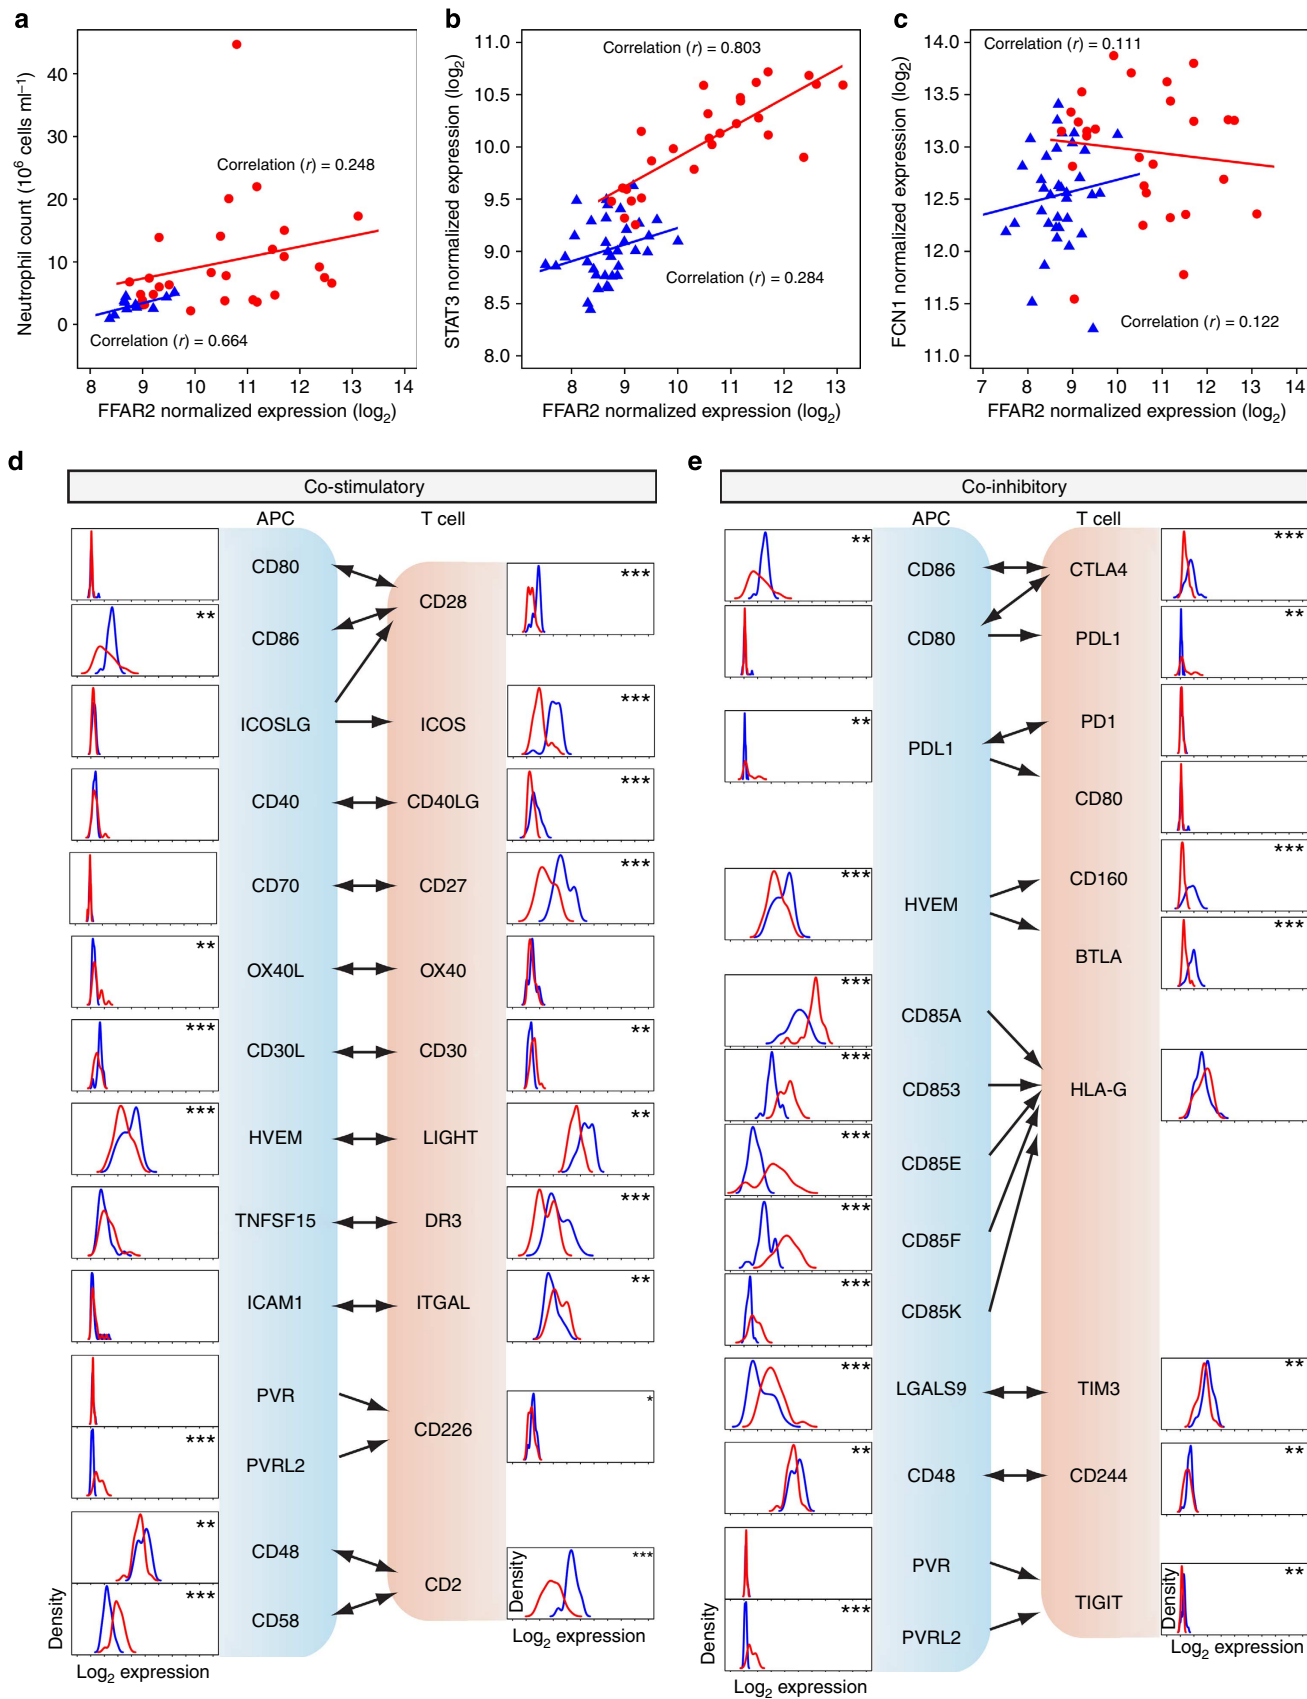 a
Neutrophil count (10⁶ cells ml⁻¹)
40
30
20
10
0
Correlation (r) = 0.248
Correlation (r) = 0.664
8 9 10 11 12 13 14
FFAR2 normalized expression (log₂)
b
STAT3 normalized expression (log₂)
11.0
10.5
10.0
9.5
9.0
8.5
8.0
Correlation (r) = 0.803
Correlation (r) = 0.284
8 9 10 11 12 13
FFAR2 normalized expression (log₂)
c
FCN1 normalized expression (log₂)
14.0
13.5
13.0
12.5
12.0
11.5
11.0
Correlation (r) = 0.111
Correlation (r) = 0.122
7 8 9 10 11 12 13 14
FFAR2 normalized expression (log₂)
d
Co-stimulatory
APC T cell
CD80
CD28 ***
** CD86
ICOSLG ICOS ***
CD40 CD40LG ***
CD70 CD27 ***
** OX40L OX40
*** CD30L CD30 **
*** HVEM LIGHT **
TNFSF15 DR3 ***
ICAM1 ITGAL **
PVR
CD226 *
*** PVRL2
** CD48
CD2 ***
*** CD58
Density
Log₂ expression
Density
Log₂ expression
e
Co-inhibitory
APC T cell
** CD86 CTLA4 ***
CD80 PDL1 **
** PDL1 PD1
CD80
*** HVEM CD160 ***
BTLA ***
*** CD85A
*** CD853 HLA-G
*** CD85E
*** CD85F
*** CD85K
*** LGALS9 TIM3 **
** CD48 CD244 **
PVR
TIGIT **
*** PVRL2
Density
Log₂ expression
Density
Log₂ expression